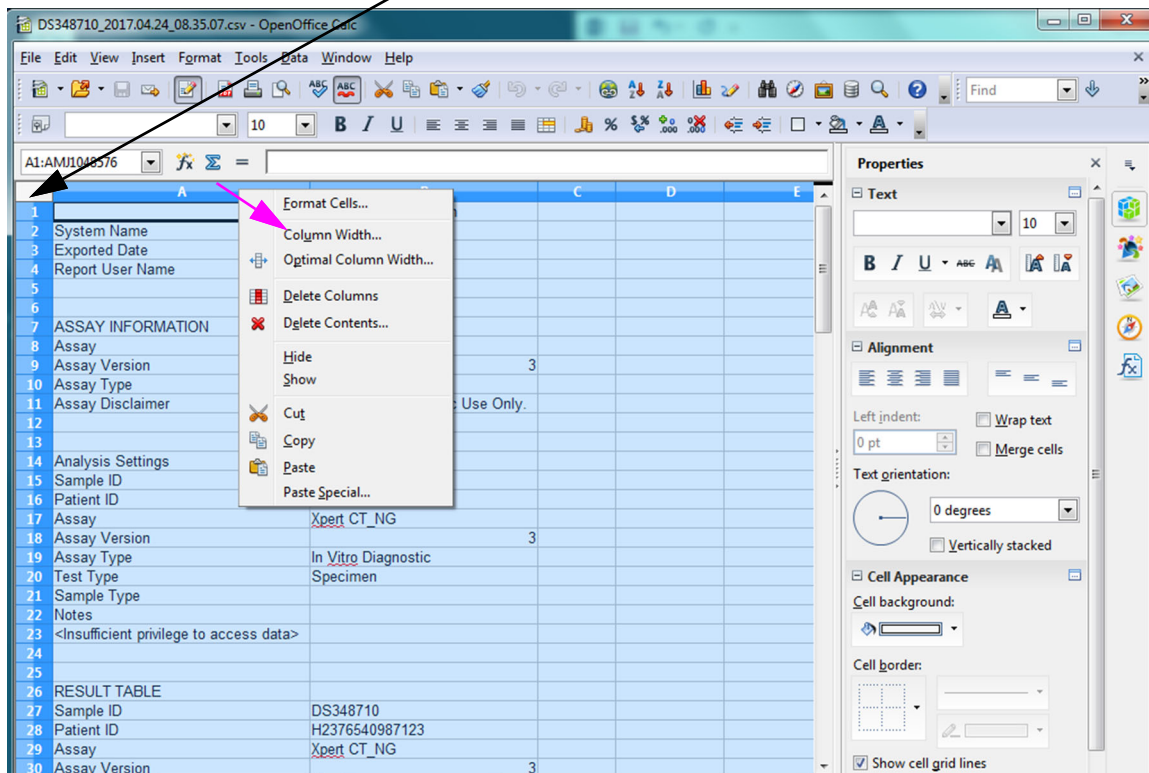 DS348710_2017.04.24_08.35.07.csv - OpenOffice Calc
File Edit View Insert Format Tools Data Window Help
Find
10
A1:AMJ1048576
A C D E
1
2 System Name
3 Exported Date
4 Report User Name
5
6
7 ASSAY INFORMATION
8 Assay
9 Assay Version 3
10 Assay Type
11 Assay Disclaimer Use Only.
12
13
14 Analysis Settings
15 Sample ID
16 Patient ID
17 Assay Xpert CT_NG
18 Assay Version 3
19 Assay Type In Vitro Diagnostic
20 Test Type Specimen
21 Sample Type
22 Notes
23 <Insufficient privilege to access data>
24
25
26 RESULT TABLE
27 Sample ID DS348710
28 Patient ID H2376540987123
29 Assay Xpert CT_NG
30 Assay Version 3
Format Cells...
Column Width...
Optimal Column Width...
Delete Columns
Delete Contents...
Hide
Show
Cut
Copy
Paste
Paste Special...
Properties
Text
10
B I U ABC
Alignment
Left indent:
Wrap text
0 pt
Merge cells
Text orientation:
0 degrees
Vertically stacked
Cell Appearance
Cell background:
Cell border:
Show cell grid lines